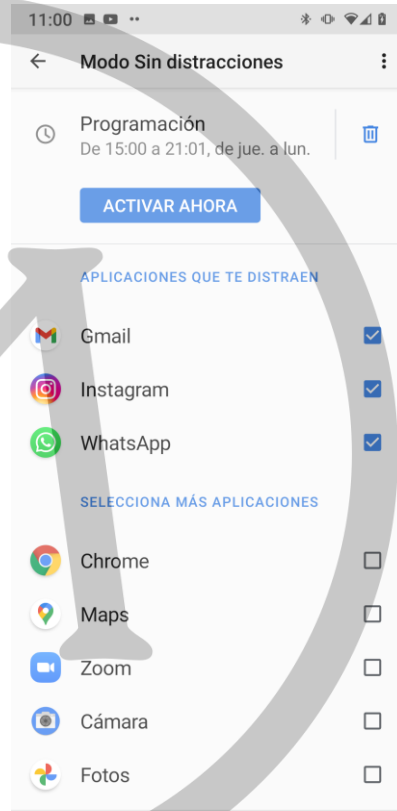 11:00
Modo Sin distracciones
Programación
De 15:00 a 21:01, de jue. a lun.
ACTIVAR AHORA
APLICACIONES QUE TE DISTRAEN
Gmail
Instagram
WhatsApp
SELECCIONA MÁS APLICACIONES
Chrome
Maps
Zoom
Cámara
Fotos